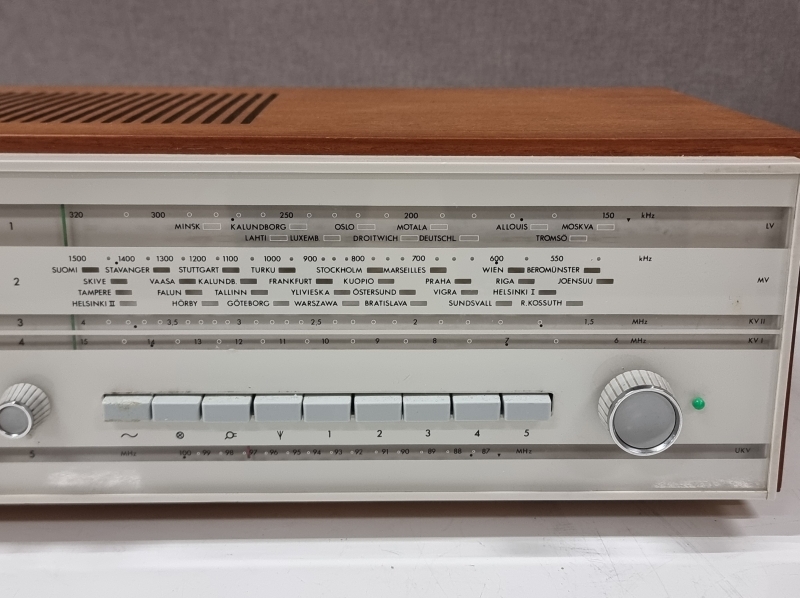 320 300 250 200 150 kHz
1 MINSK KALUNDBORG OSLO MOTALA ALLOUIS MOSKVA LV
LAHTI LUXEMB. DROITWICH DEUTSCHL. TROMSÖ
1500 1400 1300 1200 1100 1000 900 800 700 600 550 kHz
SUOMI STAVANGER STUTTGART TURKU STOCKHOLM MARSEILLES WIEN BEROMÜNSTER
2 SKIVE VAASA KALUNDB. FRANKFURT KUOPIO PRAHA RIGA JOENSUU MV
TAMPERE FALUN TALLINN YLIVIESKA ÖSTERSUND VIGRA HELSINKI I
HELSINKI II HÖRBY GÖTEBORG WARSZAWA BRATISLAVA SUNDSVALL R.KOSSUTH
3 4 3,5 3 2,5 2 1,5 MHz KV II
4 15 14 13 12 11 10 9 8 7 6 MHz KV I
1 2 3 4 5
5 MHz 100 99 98 97 96 95 94 93 92 91 90 89 88 87 MHz UKV